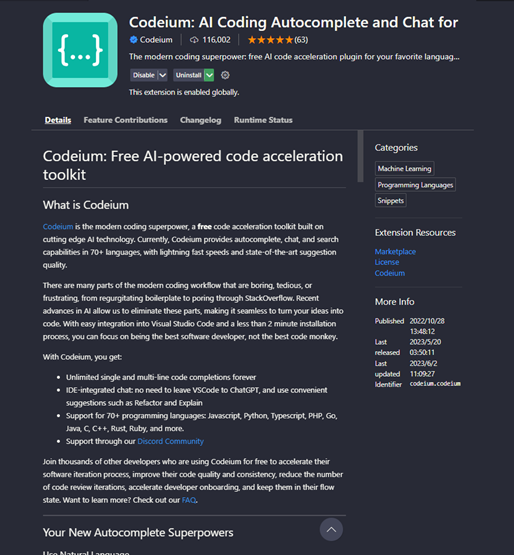 {...}
Codeium: AI Coding Autocomplete and Chat for
Codeium
116,002
(63)
The modern coding superpower: free AI code acceleration plugin for your favorite languag...
Disable
Uninstall
This extension is enabled globally.
Details
Feature Contributions
Changelog
Runtime Status
Codeium: Free AI-powered code acceleration
toolkit
What is Codeium
Codeium is the modern coding superpower, a free code acceleration toolkit built on
cutting edge AI technology. Currently, Codeium provides autocomplete, chat, and search
capabilities in 70+ languages, with lightning fast speeds and state-of-the-art suggestion
quality.
There are many parts of the modern coding workflow that are boring, tedious, or
frustrating, from regurgitating boilerplate to poring through StackOverflow. Recent
advances in AI allow us to eliminate these parts, making it seamless to turn your ideas into
code. With easy integration into Visual Studio Code and a less than 2 minute installation
process, you can focus on being the best software developer, not the best code monkey.
With Codeium, you get:
• Unlimited single and multi-line code completions forever
• IDE-integrated chat: no need to leave VSCode to ChatGPT, and use convenient
suggestions such as Refactor and Explain
• Support for 70+ programming languages: Javascript, Python, Typescript, PHP, Go,
Java, C, C++, Rust, Ruby, and more.
• Support through our Discord Community
Join thousands of other developers who are using Codeium for free to accelerate their
software iteration process, improve their code quality and consistency, reduce the number
of code review iterations, accelerate developer onboarding, and keep them in their flow
state. Want to learn more? Check out our FAQ.
Your New Autocomplete Superpowers
Use Natural Language
Categories
Machine Learning
Programming Languages
Snippets
Extension Resources
Marketplace
License
Codeium
More Info
Published 2022/10/28
13:48:12
Last 2023/5/20
released 03:50:11
Last 2023/6/2
updated 11:09:27
Identifier codeium.codeium